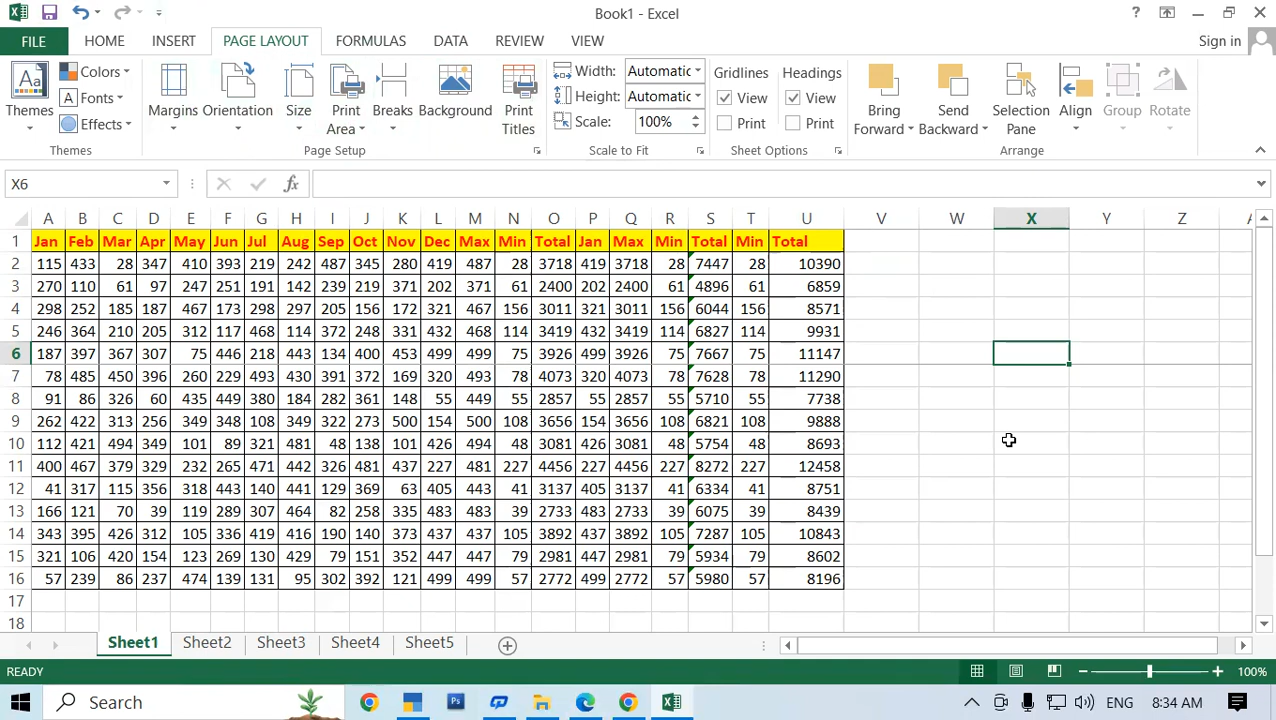 Book1 - Excel
?
FILE HOME INSERT PAGE LAYOUT FORMULAS DATA REVIEW VIEW Sign in
Themes
Colors
Fonts
Effects
Themes
Margins
Orientation
Size
Print Area
Breaks
Background
Print Titles
Page Setup
Width: Automatic
Height: Automatic
Scale: 100%
Scale to Fit
Gridlines
View
Print
Headings
View
Print
Sheet Options
Bring Forward
Send Backward
Selection Pane
Align
Group
Rotate
Arrange
X6 fx
A B C D E F G H I J K L M N O P Q R S T U V W X Y Z
1 Jan Feb Mar Apr May Jun Jul Aug Sep Oct Nov Dec Max Min Total Jan Max Min Total Min Total
2 115 433 28 347 410 393 219 242 487 345 280 419 487 28 3718 419 3718 28 7447 28 10390
3 270 110 61 97 247 251 191 142 239 219 371 202 371 61 2400 202 2400 61 4896 61 6859
4 298 252 185 187 467 173 298 297 205 156 172 321 467 156 3011 321 3011 156 6044 156 8571
5 246 364 210 205 312 117 468 114 372 248 331 432 468 114 3419 432 3419 114 6827 114 9931
6 187 397 367 307 75 446 218 443 134 400 453 499 499 75 3926 499 3926 75 7667 75 11147
7 78 485 450 396 260 229 493 430 391 372 169 320 493 78 4073 320 4073 78 7628 78 11290
8 91 86 326 60 435 449 380 184 282 361 148 55 449 55 2857 55 2857 55 5710 55 7738
9 262 422 313 256 349 348 108 349 322 273 500 154 500 108 3656 154 3656 108 6821 108 9888
10 112 421 494 349 101 89 321 481 48 138 101 426 494 48 3081 426 3081 48 5754 48 8693
11 400 467 379 329 232 265 471 442 326 481 437 227 481 227 4456 227 4456 227 8272 227 12458
12 41 317 115 356 318 443 140 441 129 369 63 405 443 41 3137 405 3137 41 6334 41 8751
13 166 121 70 39 119 289 307 464 82 258 335 483 483 39 2733 483 2733 39 6075 39 8439
14 343 395 426 312 105 336 419 416 190 140 373 437 437 105 3892 437 3892 105 7287 105 10843
15 321 106 420 154 123 269 130 429 79 151 352 447 447 79 2981 447 2981 79 5934 79 8602
16 57 239 86 237 474 139 131 95 302 392 121 499 499 57 2772 499 2772 57 5980 57 8196
17
18
Sheet1 Sheet2 Sheet3 Sheet4 Sheet5
READY 100%
Search ENG 8:34 AM